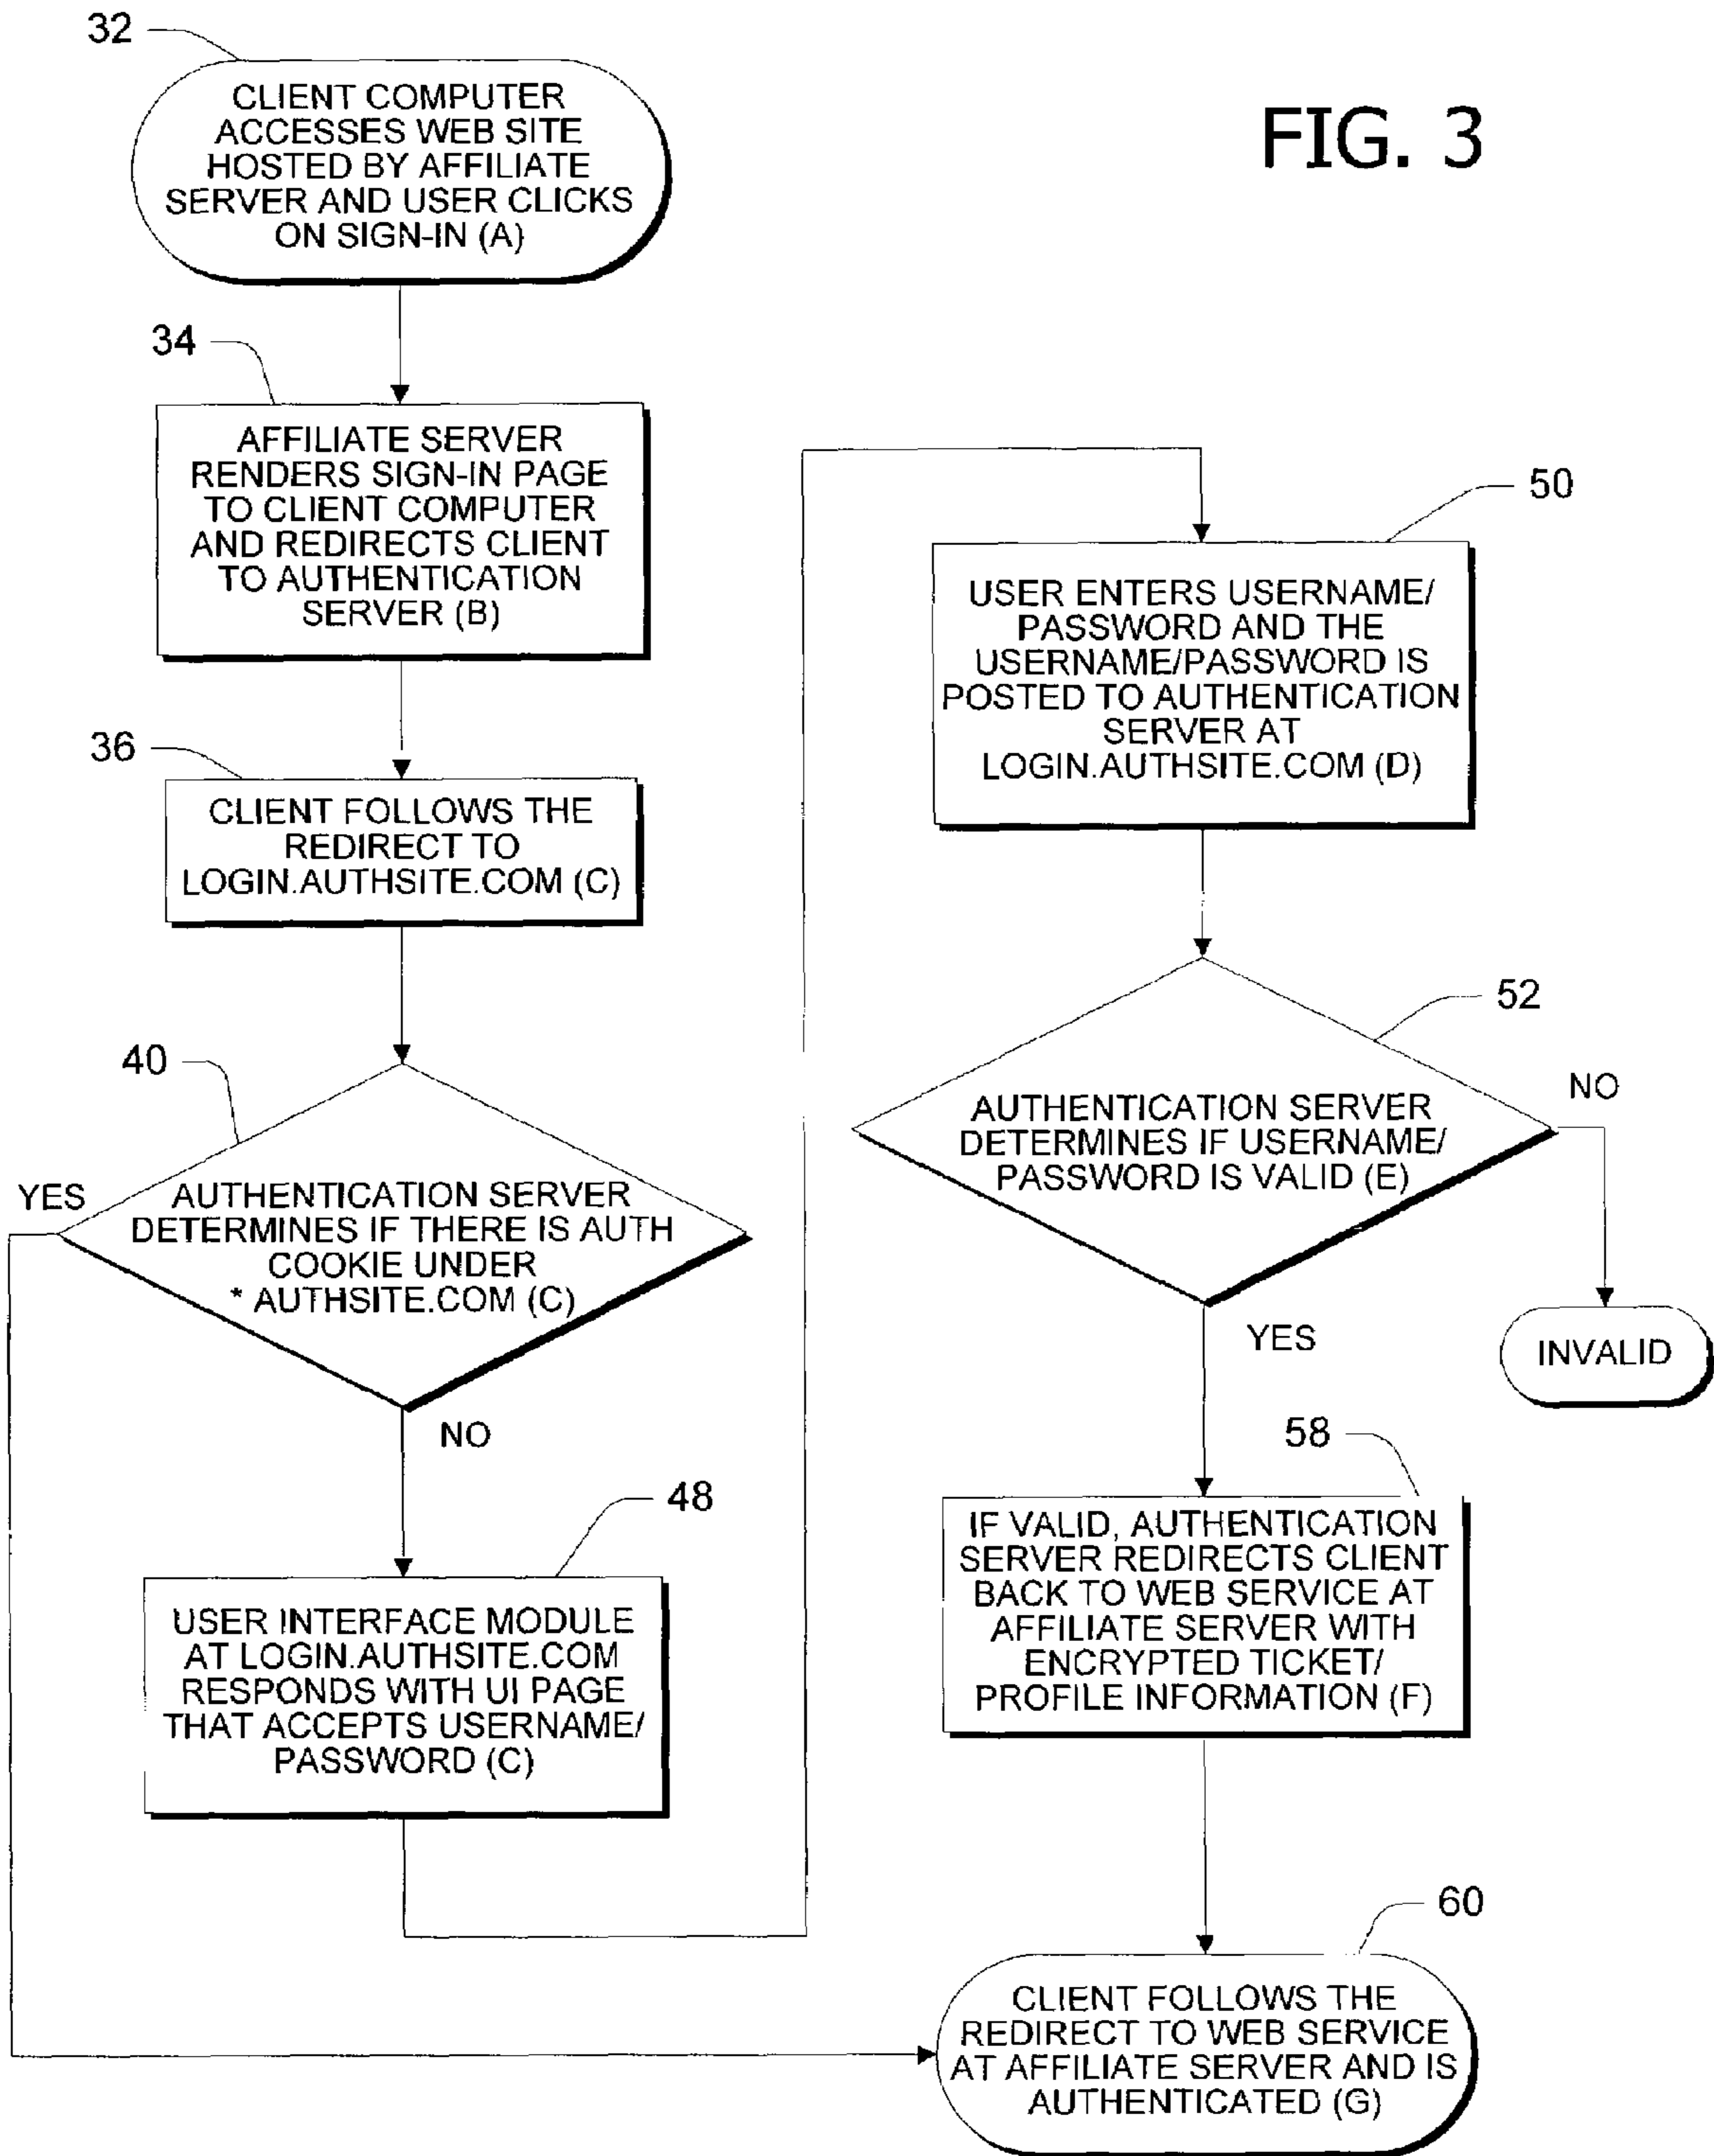 FIG. 3
32
CLIENT COMPUTER
ACCESSES WEB SITE
HOSTED BY AFFILIATE
SERVER AND USER CLICKS
ON SIGN-IN (A)
34
AFFILIATE SERVER
RENDERS SIGN-IN PAGE
TO CLIENT COMPUTER
AND REDIRECTS CLIENT
TO AUTHENTICATION
SERVER (B)
36
CLIENT FOLLOWS THE
REDIRECT TO
LOGIN.AUTHSITE.COM (C)
40
YES
AUTHENTICATION SERVER
DETERMINES IF THERE IS AUTH
COOKIE UNDER
* AUTHSITE.COM (C)
NO
48
USER INTERFACE MODULE
AT LOGIN.AUTHSITE.COM
RESPONDS WITH UI PAGE
THAT ACCEPTS USERNAME/
PASSWORD (C)
50
USER ENTERS USERNAME/
PASSWORD AND THE
USERNAME/PASSWORD IS
POSTED TO AUTHENTICATION
SERVER AT
LOGIN.AUTHSITE.COM (D)
52
NO
AUTHENTICATION SERVER
DETERMINES IF USERNAME/
PASSWORD IS VALID (E)
YES
INVALID
58
IF VALID, AUTHENTICATION
SERVER REDIRECTS CLIENT
BACK TO WEB SERVICE AT
AFFILIATE SERVER WITH
ENCRYPTED TICKET/
PROFILE INFORMATION (F)
60
CLIENT FOLLOWS THE
REDIRECT TO WEB SERVICE
AT AFFILIATE SERVER AND IS
AUTHENTICATED (G)